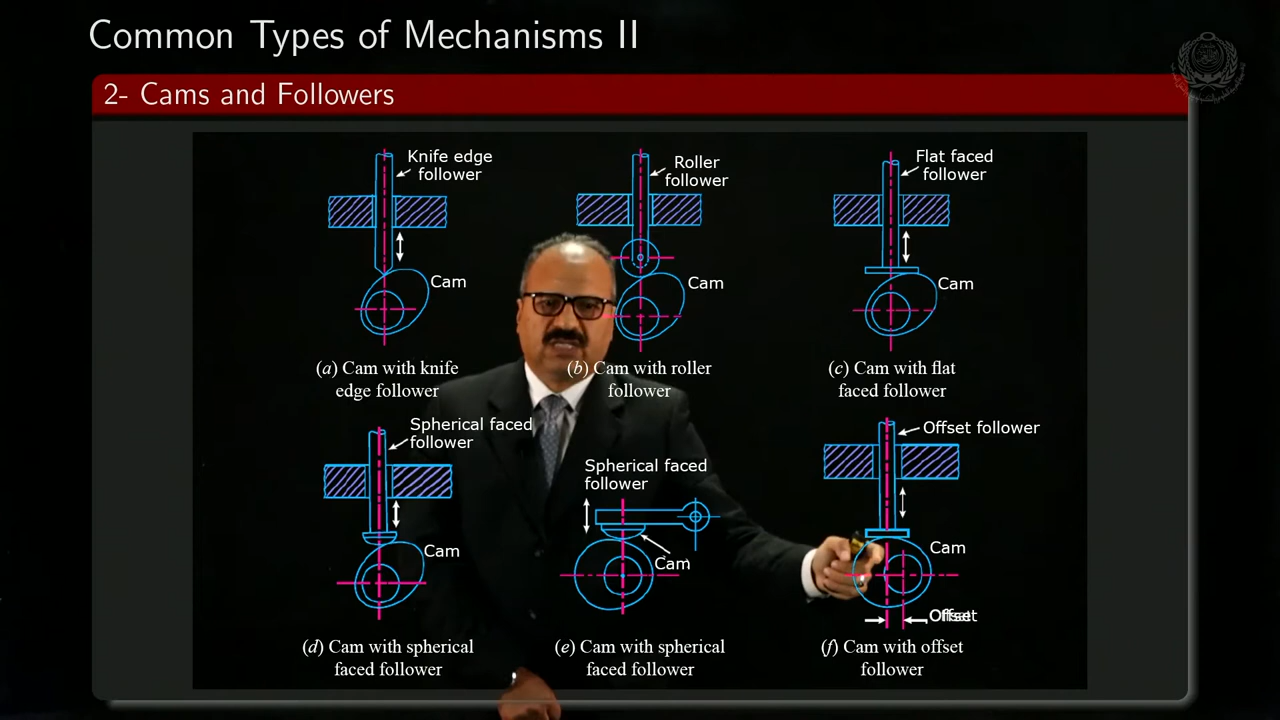 Common Types of Mechanisms II
2- Cams and Followers
Knife edge
follower
Cam
(a) Cam with knife
edge follower
Roller
follower
Cam
(b) Cam with roller
follower
Flat faced
follower
Cam
(c) Cam with flat
faced follower
Spherical faced
follower
Cam
(d) Cam with spherical
faced follower
Spherical faced
follower
Cam
(e) Cam with spherical
faced follower
Offset follower
Cam
Offset
(f) Cam with offset
follower